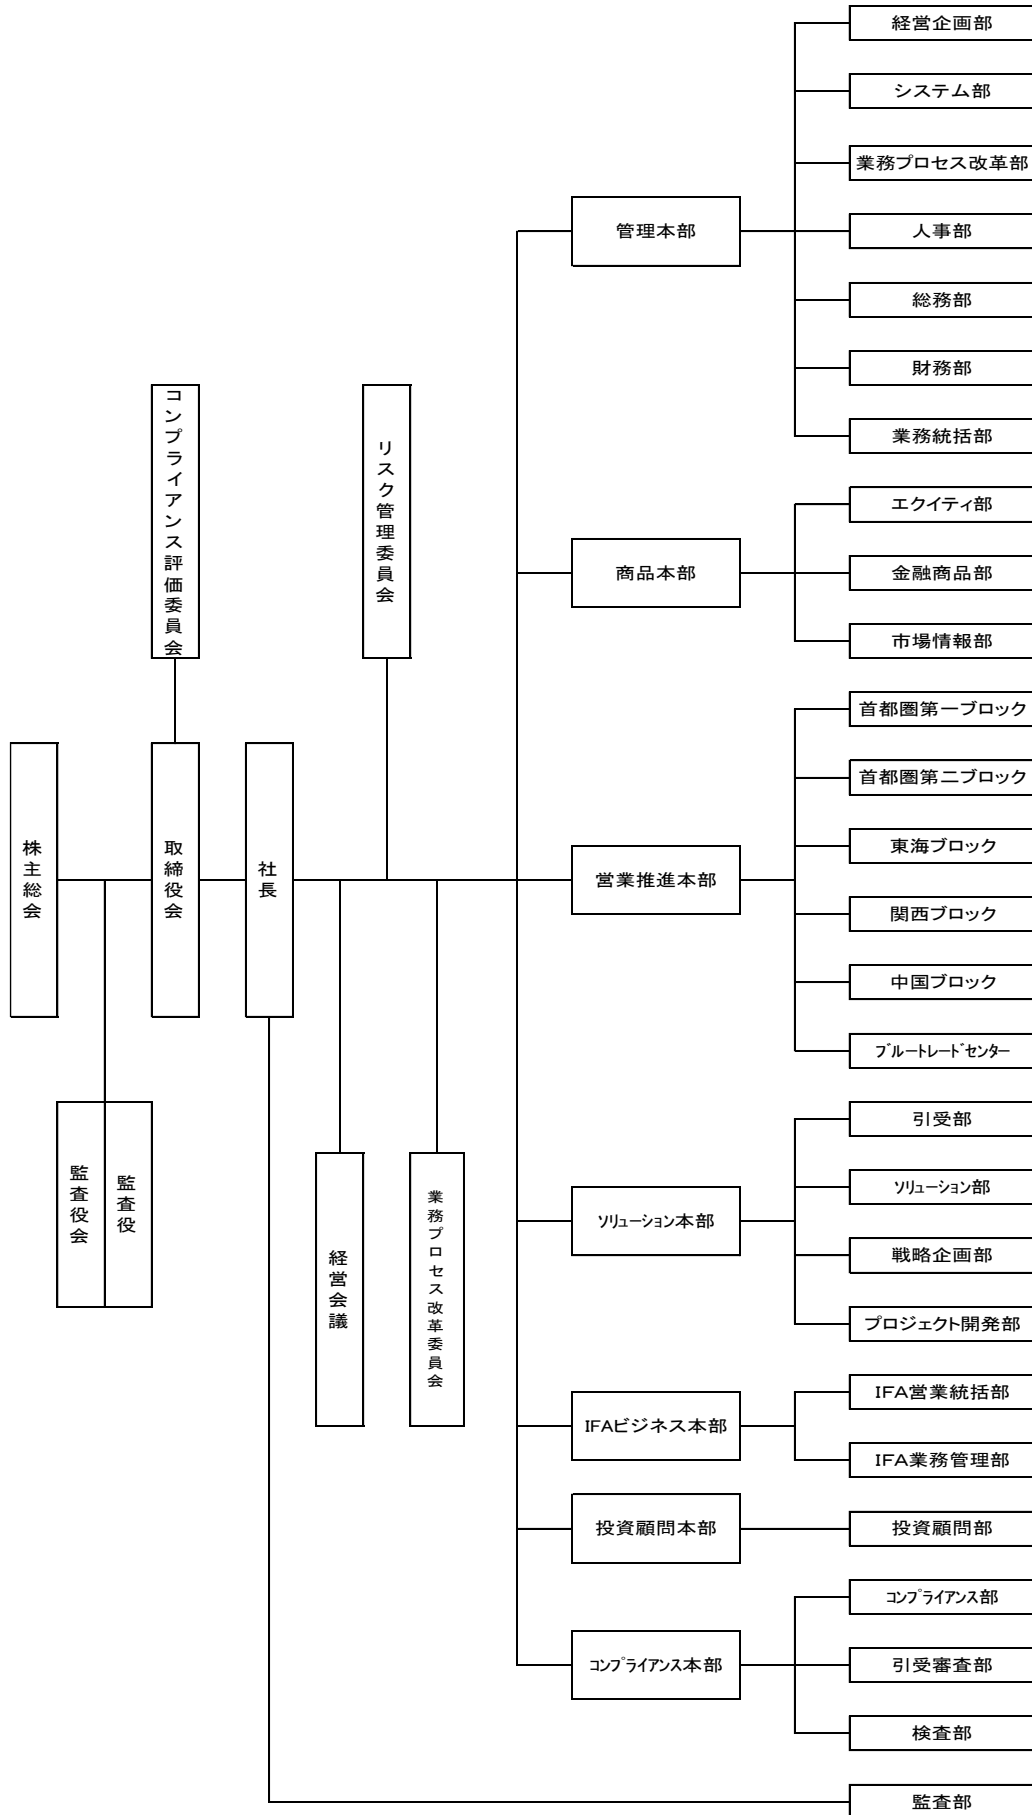 株主総会
監査役会
監査役
コンプライアンス評価委員会
取締役会
社長
リスク管理委員会
経営会議
業務プロセス改革委員会
管理本部
経営企画部
システム部
業務プロセス改革部
人事部
総務部
財務部
業務統括部
商品本部
エクイティ部
金融商品部
市場情報部
営業推進本部
首都圏第一ブロック
首都圏第二ブロック
東海ブロック
関西ブロック
中国ブロック
ブルートレードセンター
ソリューション本部
引受部
ソリューション部
戦略企画部
プロジェクト開発部
IFAビジネス本部
IFA営業統括部
IFA業務管理部
投資顧問本部
投資顧問部
コンプライアンス本部
コンプライアンス部
引受審査部
検査部
監査部